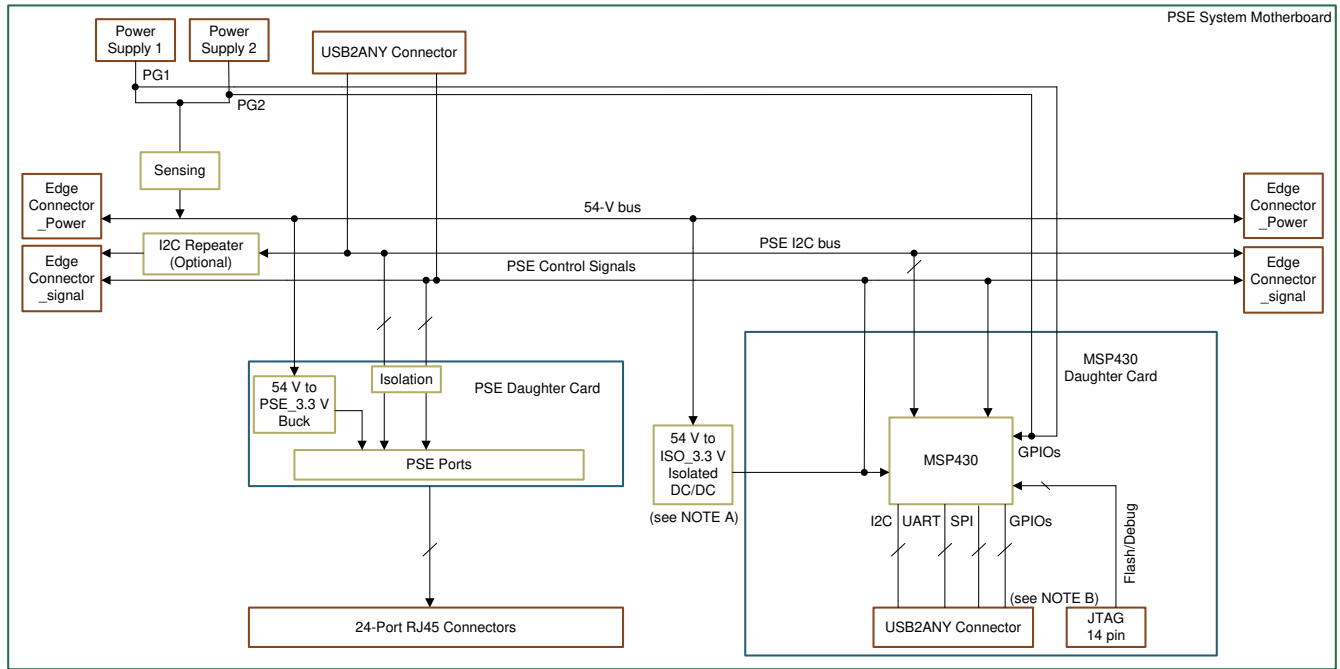 PSE System Motherboard
Power
Supply 1
Power
Supply 2
USB2ANY Connector
PG1
PG2
Sensing
Edge
Connector
_Power
54-V bus
Edge
Connector
_Power
I2C Repeater
(Optional)
PSE I2C bus
Edge
Connector
_signal
PSE Control Signals
Edge
Connector
_signal
54 V to
PSE_3.3 V
Buck
Isolation
PSE Daughter Card
PSE Ports
MSP430
Daughter Card
54 V to
ISO_3.3 V
Isolated
DC/DC
(see NOTE A)
MSP430
GPIOs
I2C
UART
SPI
GPIOs
Flash/Debug
(see NOTE B)
24-Port RJ45 Connectors
USB2ANY Connector
JTAG
14 pin